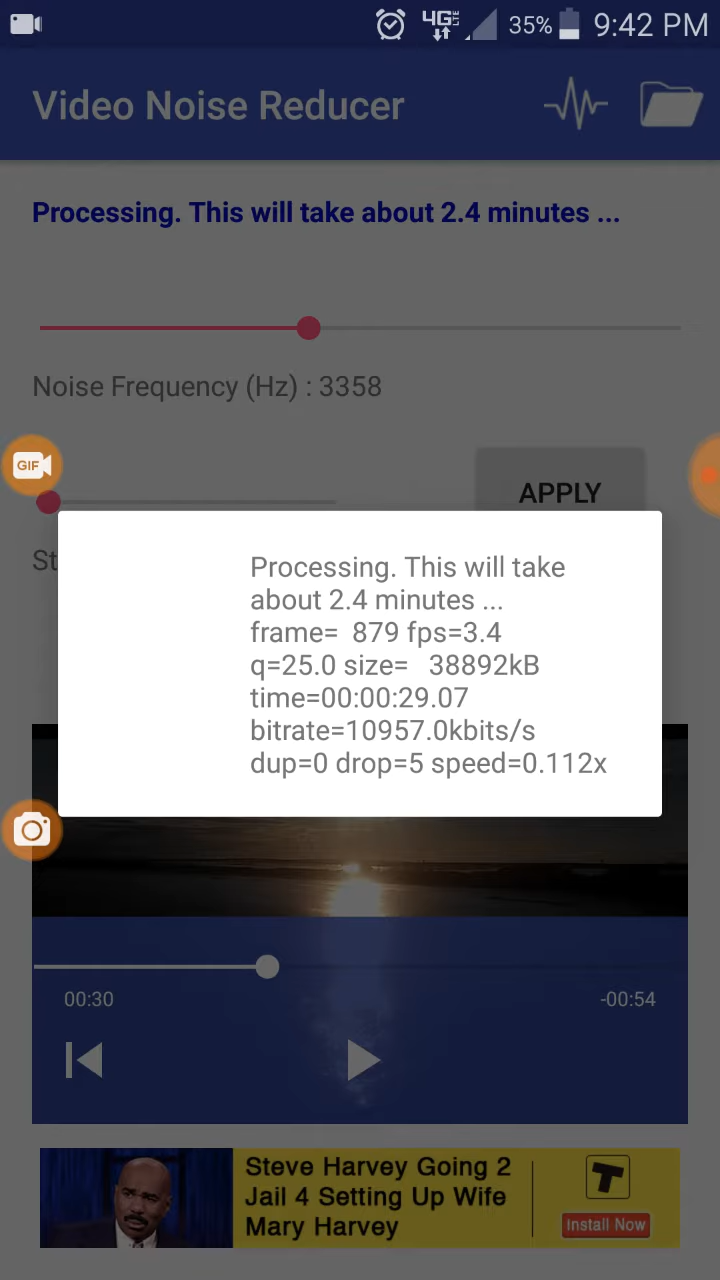 4G LTE 35% 9:42 PM
Video Noise Reducer
Processing. This will take about 2.4 minutes ...
Noise Frequency (Hz) : 3358
GIF
APPLY
St
Processing. This will take
about 2.4 minutes ...
frame=  879 fps=3.4
q=25.0 size=   38892kB
time=00:00:29.07
bitrate=10957.0kbits/s
dup=0 drop=5 speed=0.112x
00:30
-00:54
Steve Harvey Going 2
Jail 4 Setting Up Wife
Mary Harvey
T
Install Now